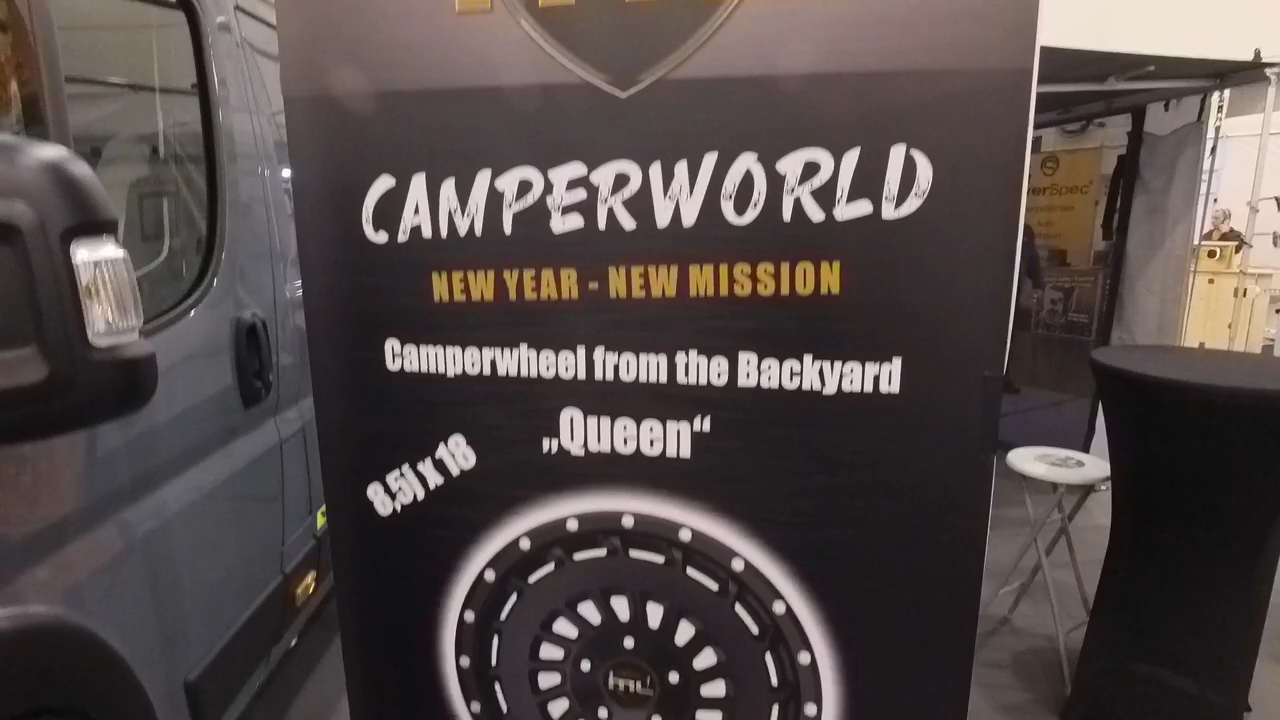 CAMPERWORLD
NEW YEAR - NEW MISSION
Camperwheel from the Backyard
„Queen“
8,5j x 18